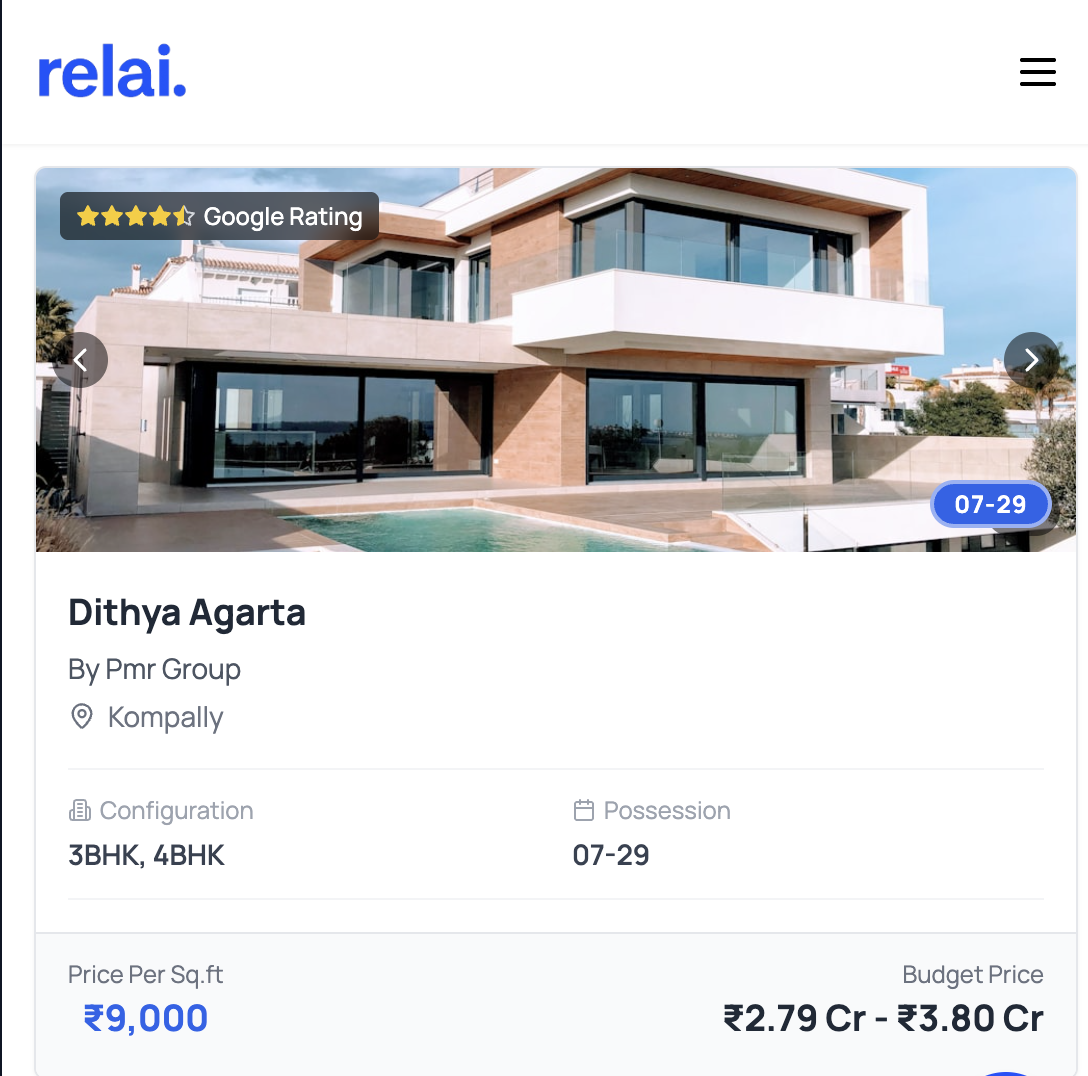 relai.
Google Rating
07-29
Dithya Agarta
By Pmr Group
Kompally
Configuration
3BHK, 4BHK
Possession
07-29
Price Per Sq.ft
₹9,000
Budget Price
₹2.79 Cr - ₹3.80 Cr